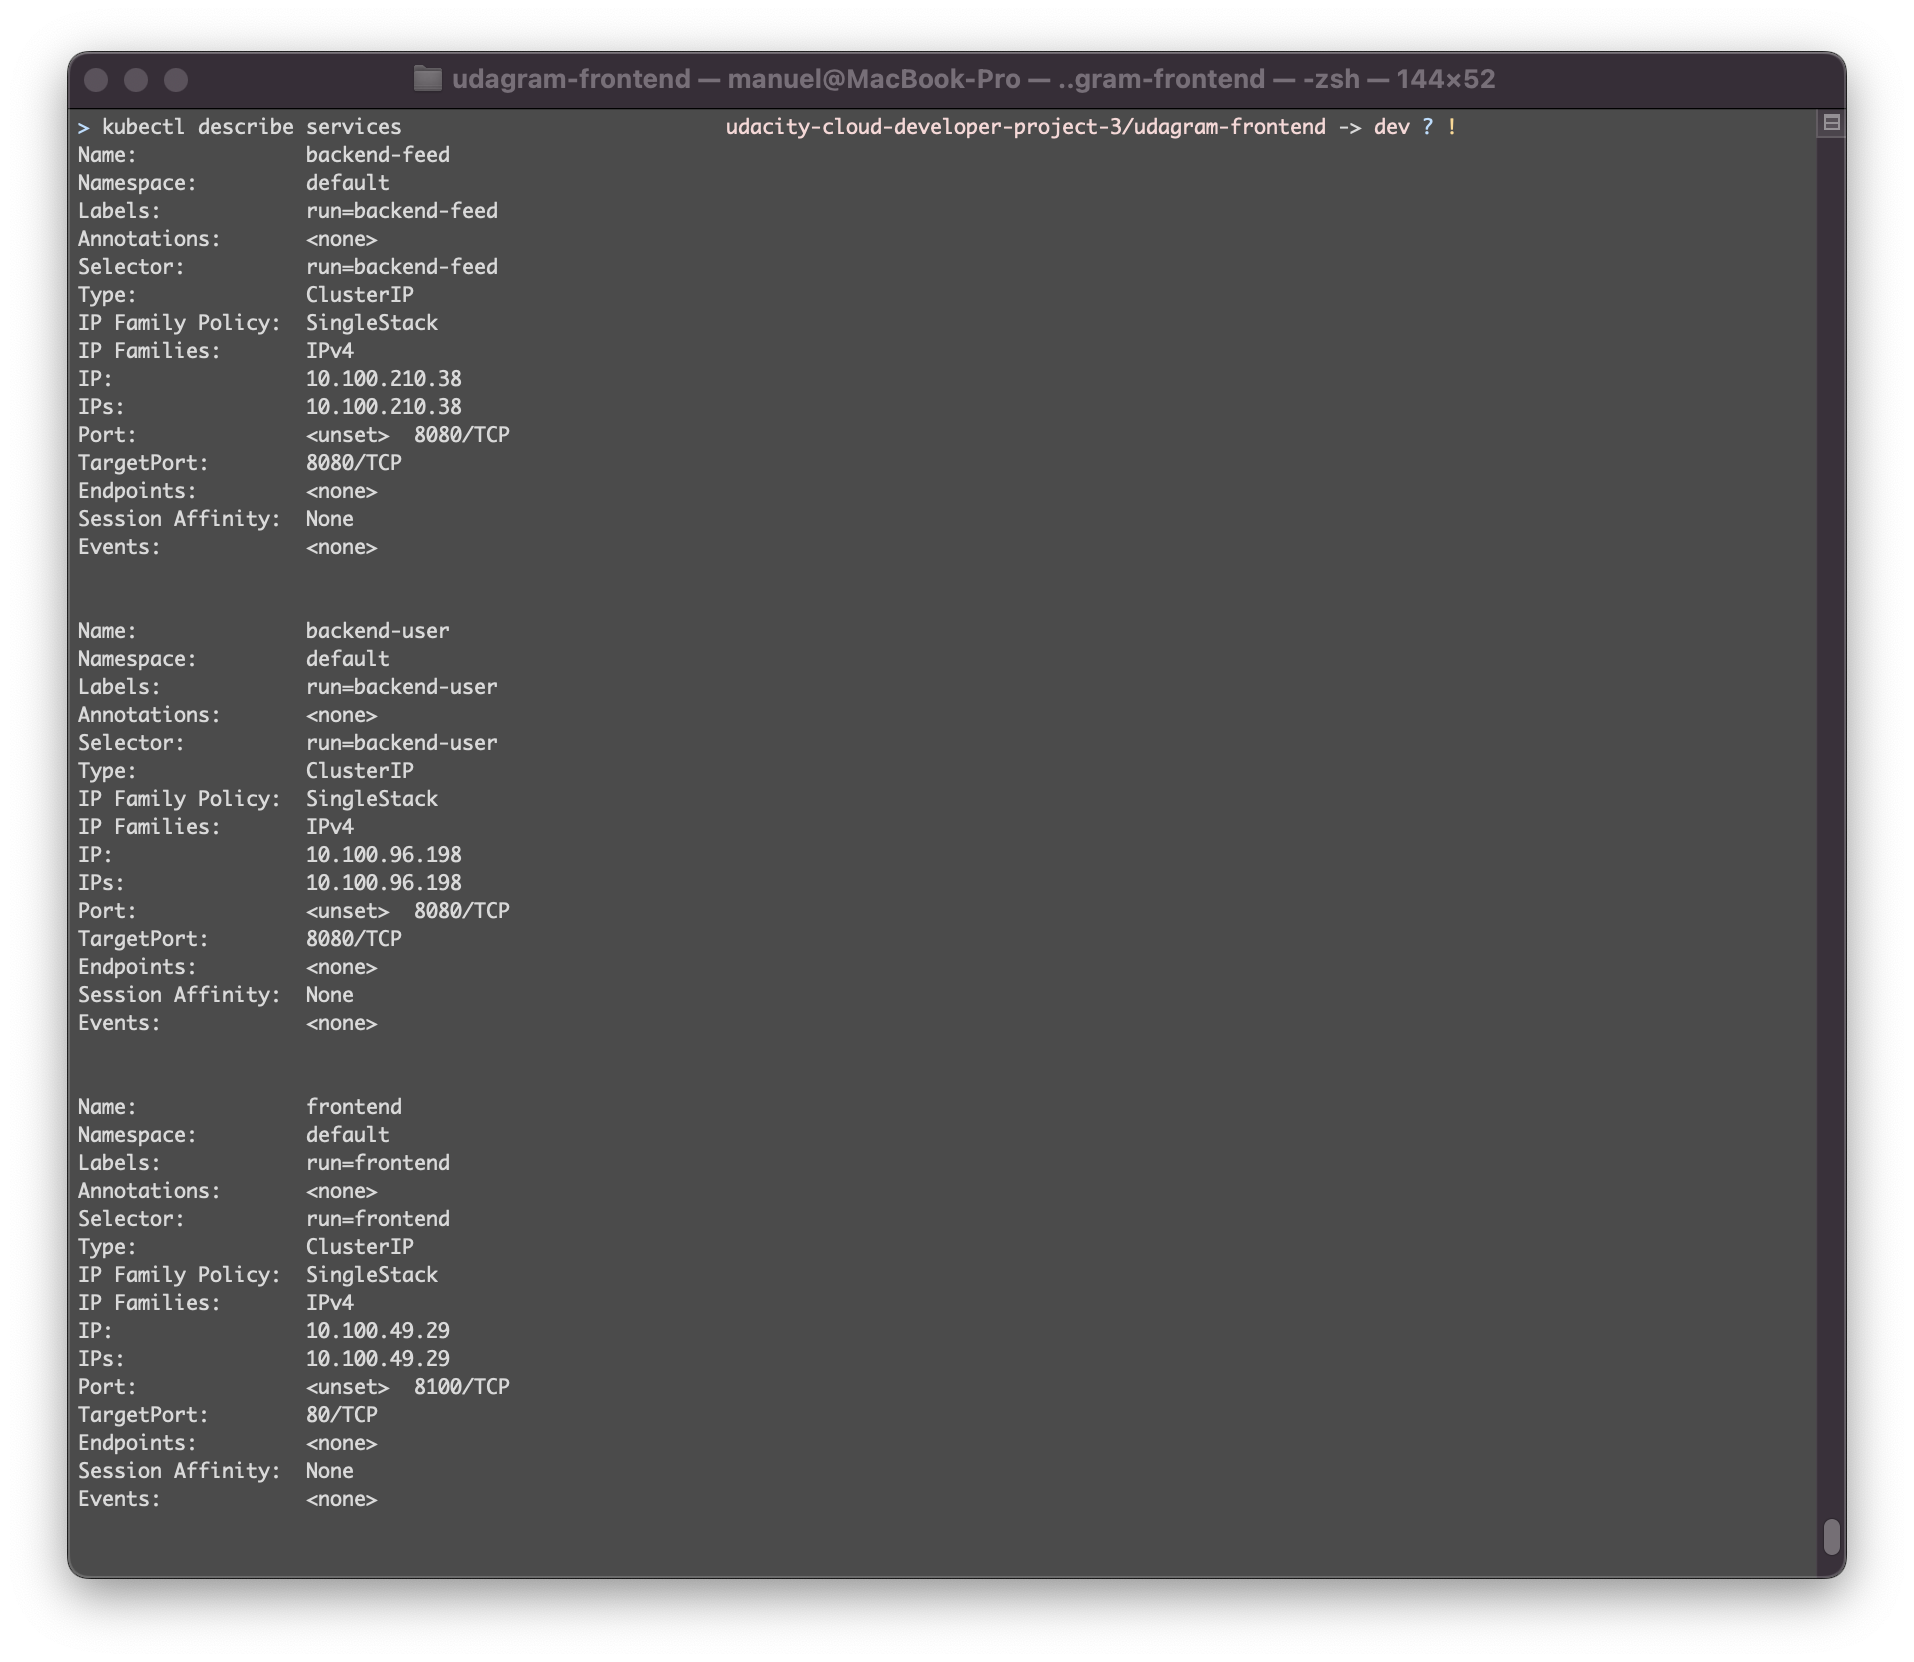 udagram-frontend — manuel@MacBook-Pro — ..gram-frontend — -zsh — 144×52
> kubectl describe services udacity-cloud-developer-project-3/udagram-frontend -> dev ? !
Name: backend-feed
Namespace: default
Labels: run=backend-feed
Annotations: <none>
Selector: run=backend-feed
Type: ClusterIP
IP Family Policy: SingleStack
IP Families: IPv4
IP: 10.100.210.38
IPs: 10.100.210.38
Port: <unset> 8080/TCP
TargetPort: 8080/TCP
Endpoints: <none>
Session Affinity: None
Events: <none>
Name: backend-user
Namespace: default
Labels: run=backend-user
Annotations: <none>
Selector: run=backend-user
Type: ClusterIP
IP Family Policy: SingleStack
IP Families: IPv4
IP: 10.100.96.198
IPs: 10.100.96.198
Port: <unset> 8080/TCP
TargetPort: 8080/TCP
Endpoints: <none>
Session Affinity: None
Events: <none>
Name: frontend
Namespace: default
Labels: run=frontend
Annotations: <none>
Selector: run=frontend
Type: ClusterIP
IP Family Policy: SingleStack
IP Families: IPv4
IP: 10.100.49.29
IPs: 10.100.49.29
Port: <unset> 8100/TCP
TargetPort: 80/TCP
Endpoints: <none>
Session Affinity: None
Events: <none>